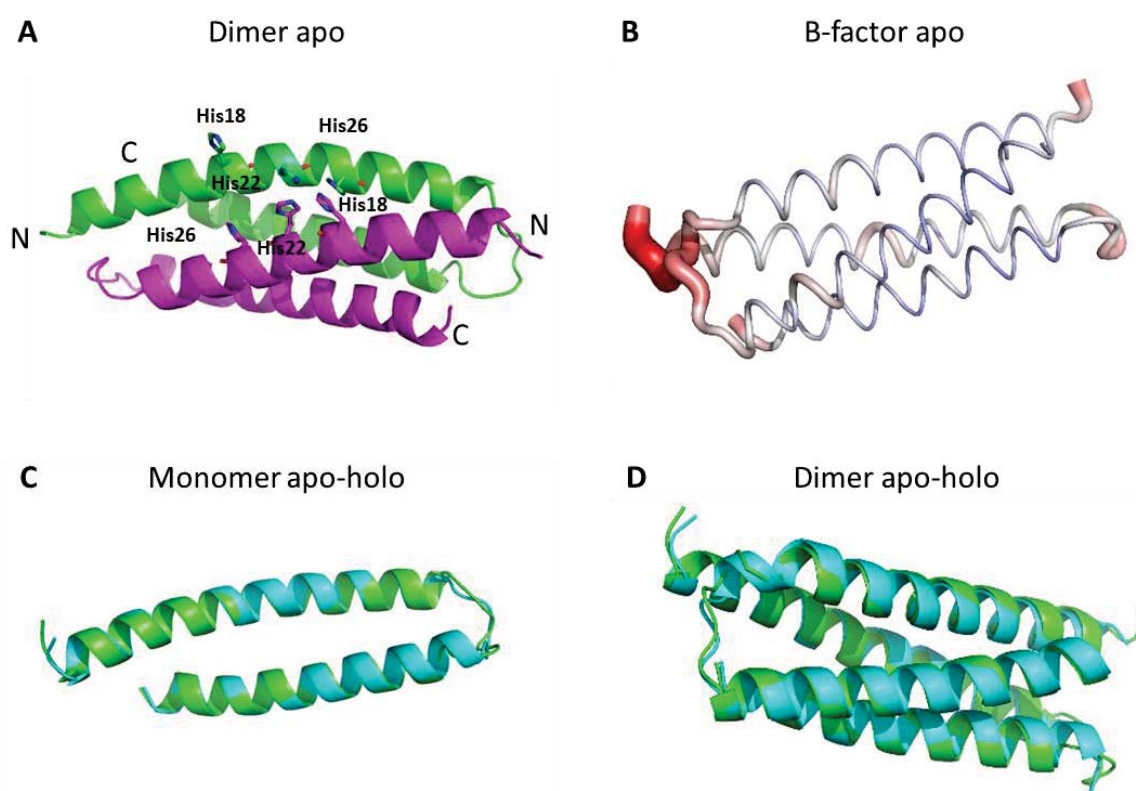 A
Dimer apo
B
B-factor apo
His18
His26
C
His22
His18
N
N
His26
His22
C
C
Monomer apo-holo
D
Dimer apo-holo